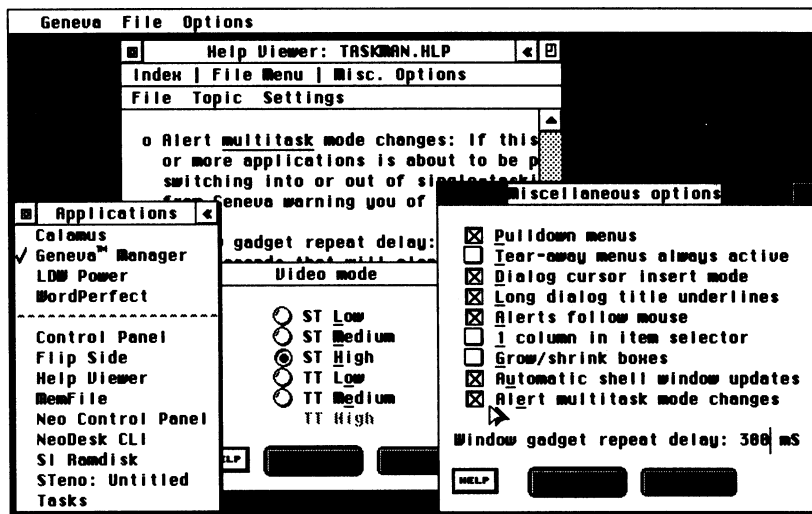 Geneva File Options
Help Viewer: TASKMAN.HLP
Index | File Menu | Misc. Options
File Topic Settings
o Alert multitask mode changes: If this
or more applications is about to be p
switching into or out of
from Geneva warning you of
gadget repeat delay:
Applications
Calamus
✓ Geneva™ Manager
LDW Power
WordPerfect
Control Panel
Flip Side
Help Viewer
MemFile
Neo Control Panel
NeoDesk CLI
SI Ramdisk
STeno: Untitled
Tasks
Video mode
ST Low
ST Medium
ST High
TT Low
TT Medium
TT High
Miscellaneous options
Pulldown menus
Tear-away menus always active
Dialog cursor insert mode
Long dialog title underlines
Alerts follow mouse
1 column in item selector
Grow/shrink boxes
Automatic shell window updates
Alert multitask mode changes
Window gadget repeat delay: 300 mS
HELP